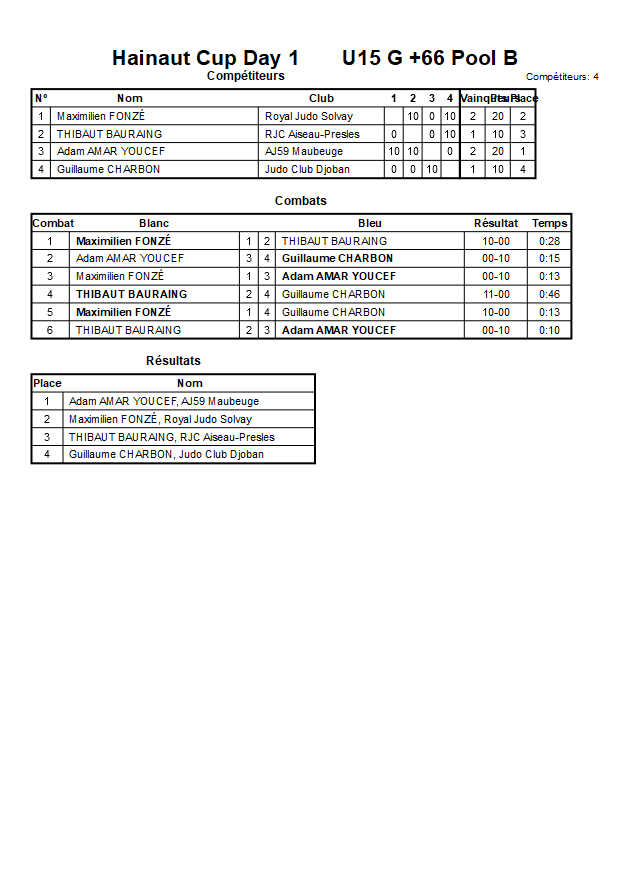 Hainaut Cup Day 1 U15 G +66 Pool B
Compétiteurs Compétiteurs: 4
Nº Nom Club 1 2 3 4 Vainqueurs Place
1 Maximilien FONZÉ Royal Judo Solvay 10 0 10 2 20 2
2 THIBAUT BAURAING RJC Aiseau-Presles 0 0 10 1 10 3
3 Adam AMAR YOUCEF AJ59 Maubeuge 10 10 0 2 20 1
4 Guillaume CHARBON Judo Club Djoban 0 0 10 1 10 4
Combats
Combat Blanc Bleu Résultat Temps
1 Maximilien FONZÉ 1 2 THIBAUT BAURAING 10-00 0:28
2 Adam AMAR YOUCEF 3 4 Guillaume CHARBON 00-10 0:15
3 Maximilien FONZÉ 1 3 Adam AMAR YOUCEF 00-10 0:13
4 THIBAUT BAURAING 2 4 Guillaume CHARBON 11-00 0:46
5 Maximilien FONZÉ 1 4 Guillaume CHARBON 10-00 0:13
6 THIBAUT BAURAING 2 3 Adam AMAR YOUCEF 00-10 0:10
Résultats
Place Nom
1 Adam AMAR YOUCEF, AJ59 Maubeuge
2 Maximilien FONZÉ, Royal Judo Solvay
3 THIBAUT BAURAING, RJC Aiseau-Presles
4 Guillaume CHARBON, Judo Club Djoban